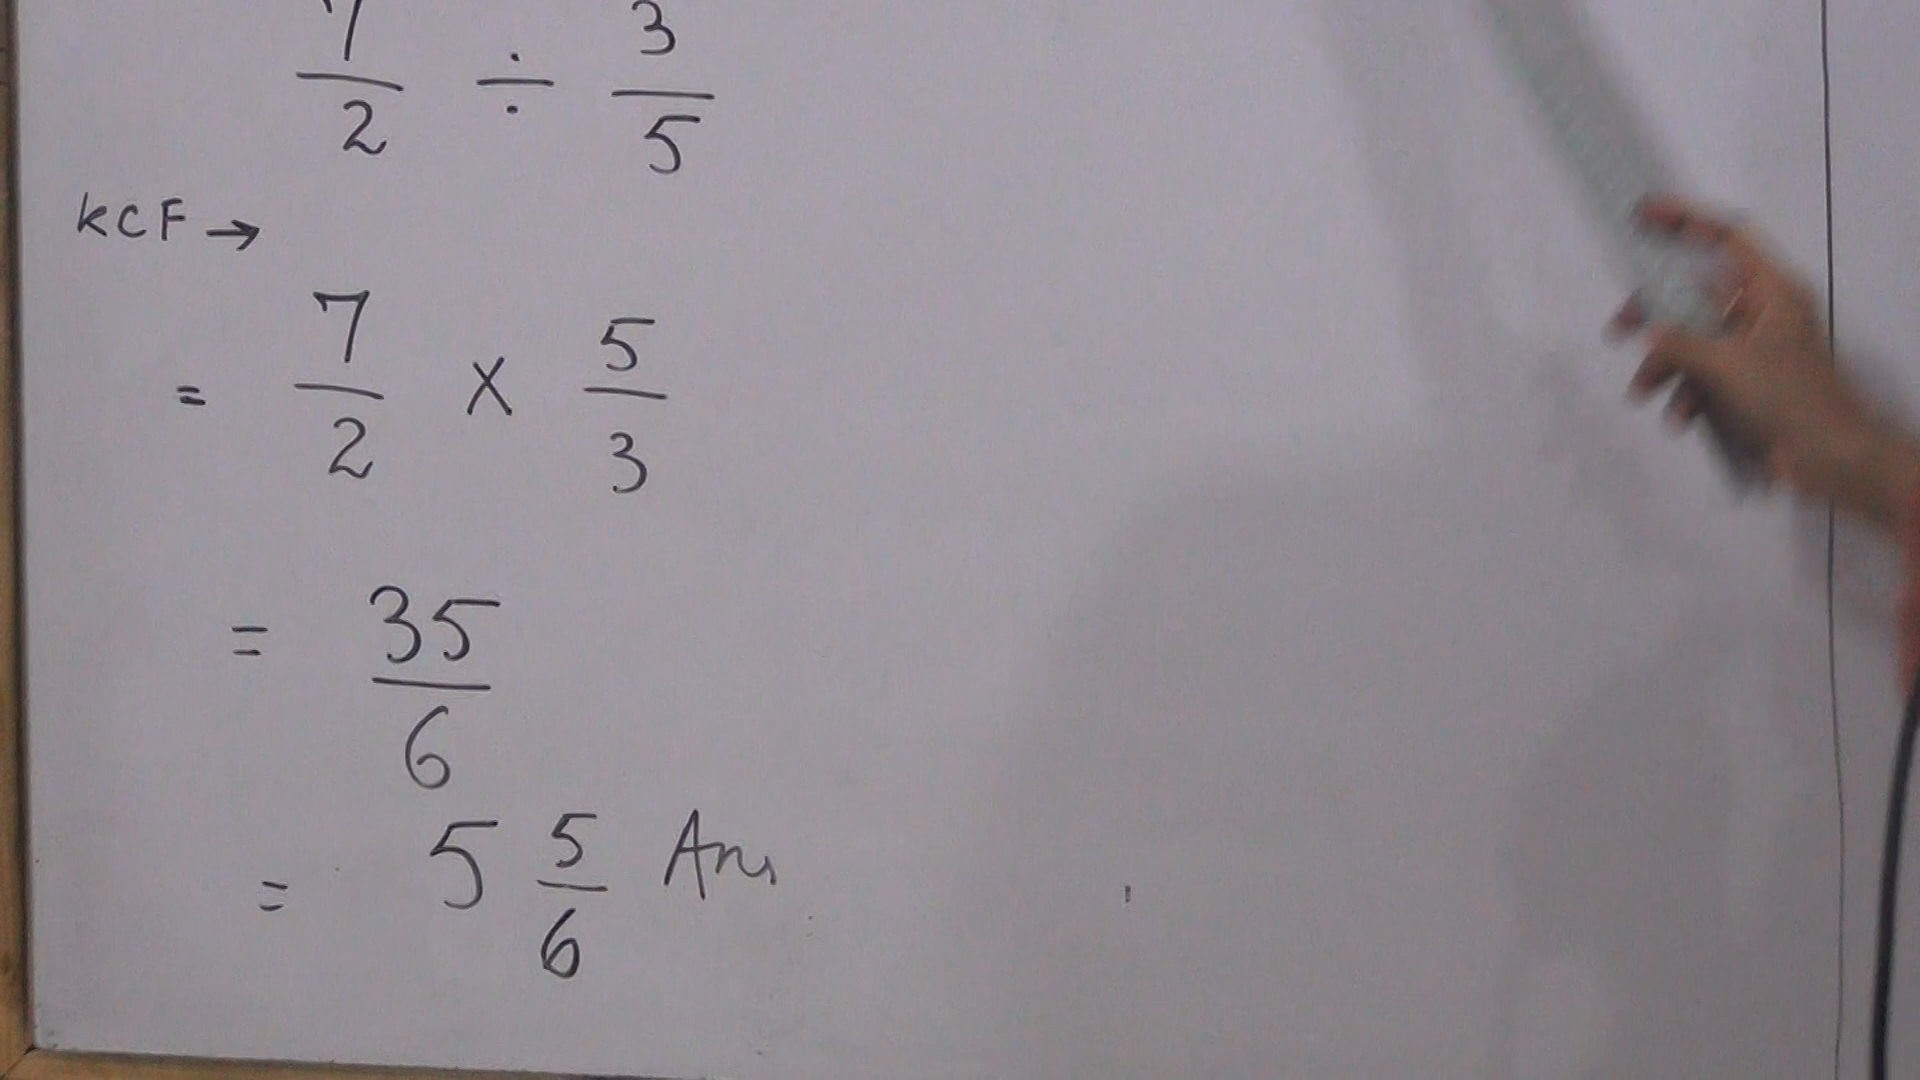 7/2 ÷ 3/5
KCF →
= 7/2 × 5/3
= 35/6
= 5 5/6 Ans